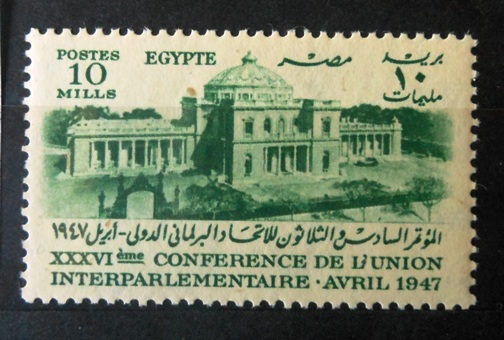 POSTES EGYPTE مصر بريد
10 ١٠
MILLS مليمات
المؤتمر السادس والثلاثون للاتحاد البرلماني الدولى - أبريل ١٩٤٧
XXXVI ème CONFERENCE DE L'UNION
INTERPARLEMENTAIRE · AVRIL 1947